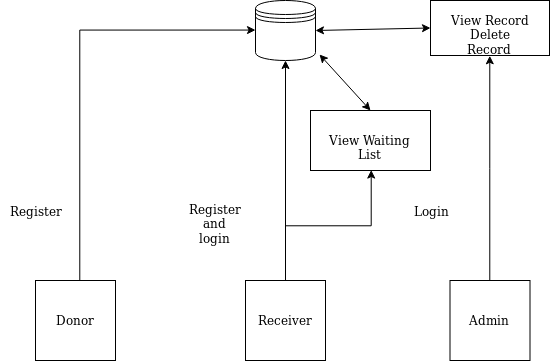 View Record
Delete
Record
View Waiting
List
Register
Register
and
login
Login
Donor
Receiver
Admin